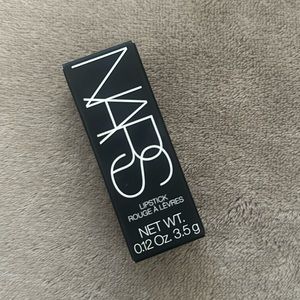 NARS
LIPSTICK
ROUGE À LÈVRES
NET WT.
0.12 Oz. 3.5 g